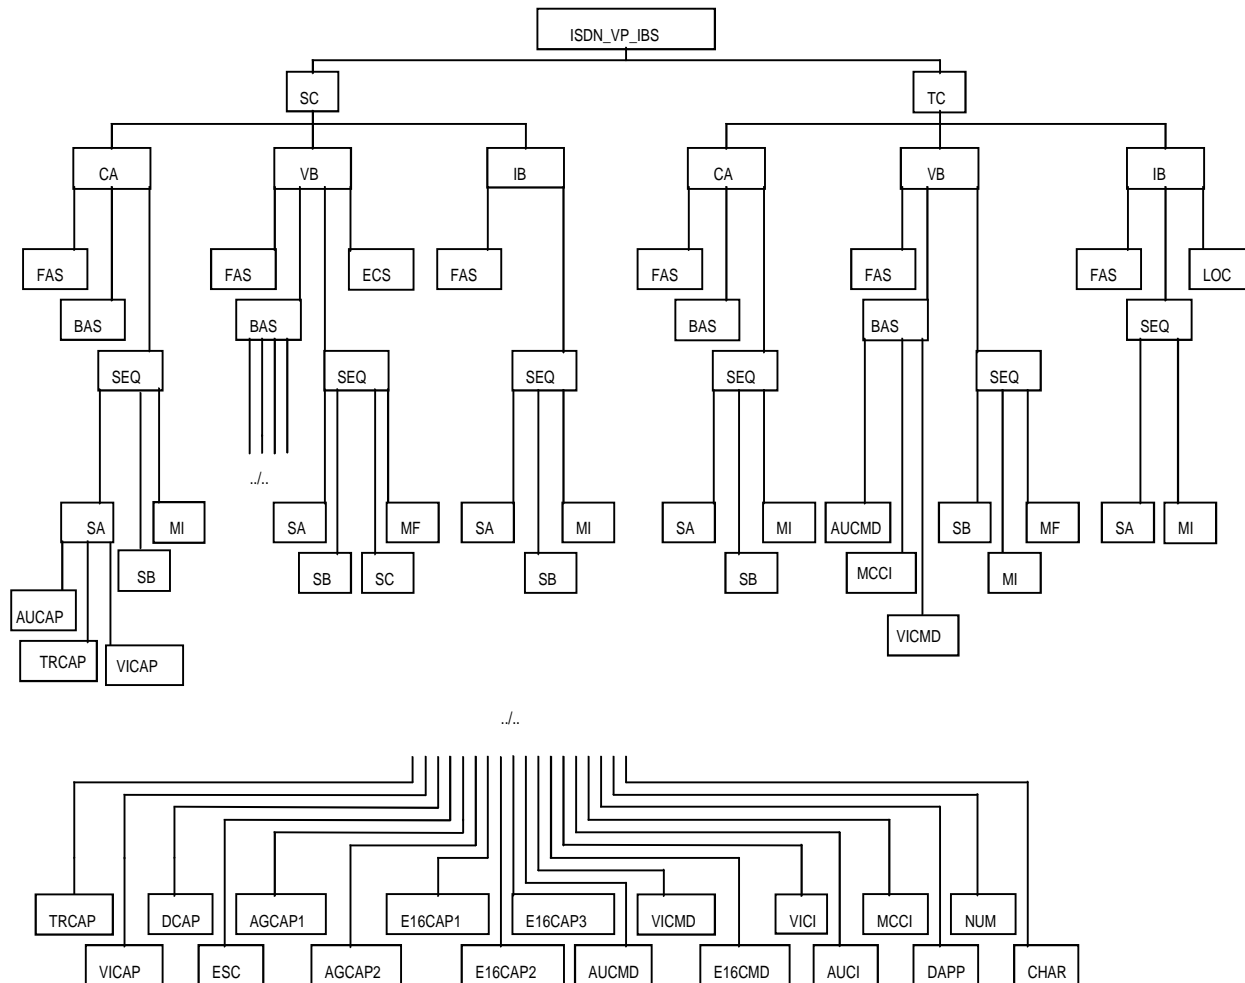 ISDN_VP_IBS
SC TC
CA VB IB CA VB IB
FAS FAS ECS FAS FAS FAS FAS LOC
BAS BAS BAS BAS SEQ
SEQ SEQ SEQ SEQ SEQ
../..
SA MI SA MF SA MI SA MI AUCMD SB MF SA MI
SB SB SC SB SB MCCI MI
AUCAP
TRCAP VICAP VICMD
../..
TRCAP DCAP AGCAP1 E16CAP1 E16CAP3 VICMD VICI MCCI NUM
VICAP ESC AGCAP2 E16CAP2 AUCMD E16CMD AUCI DAPP CHAR